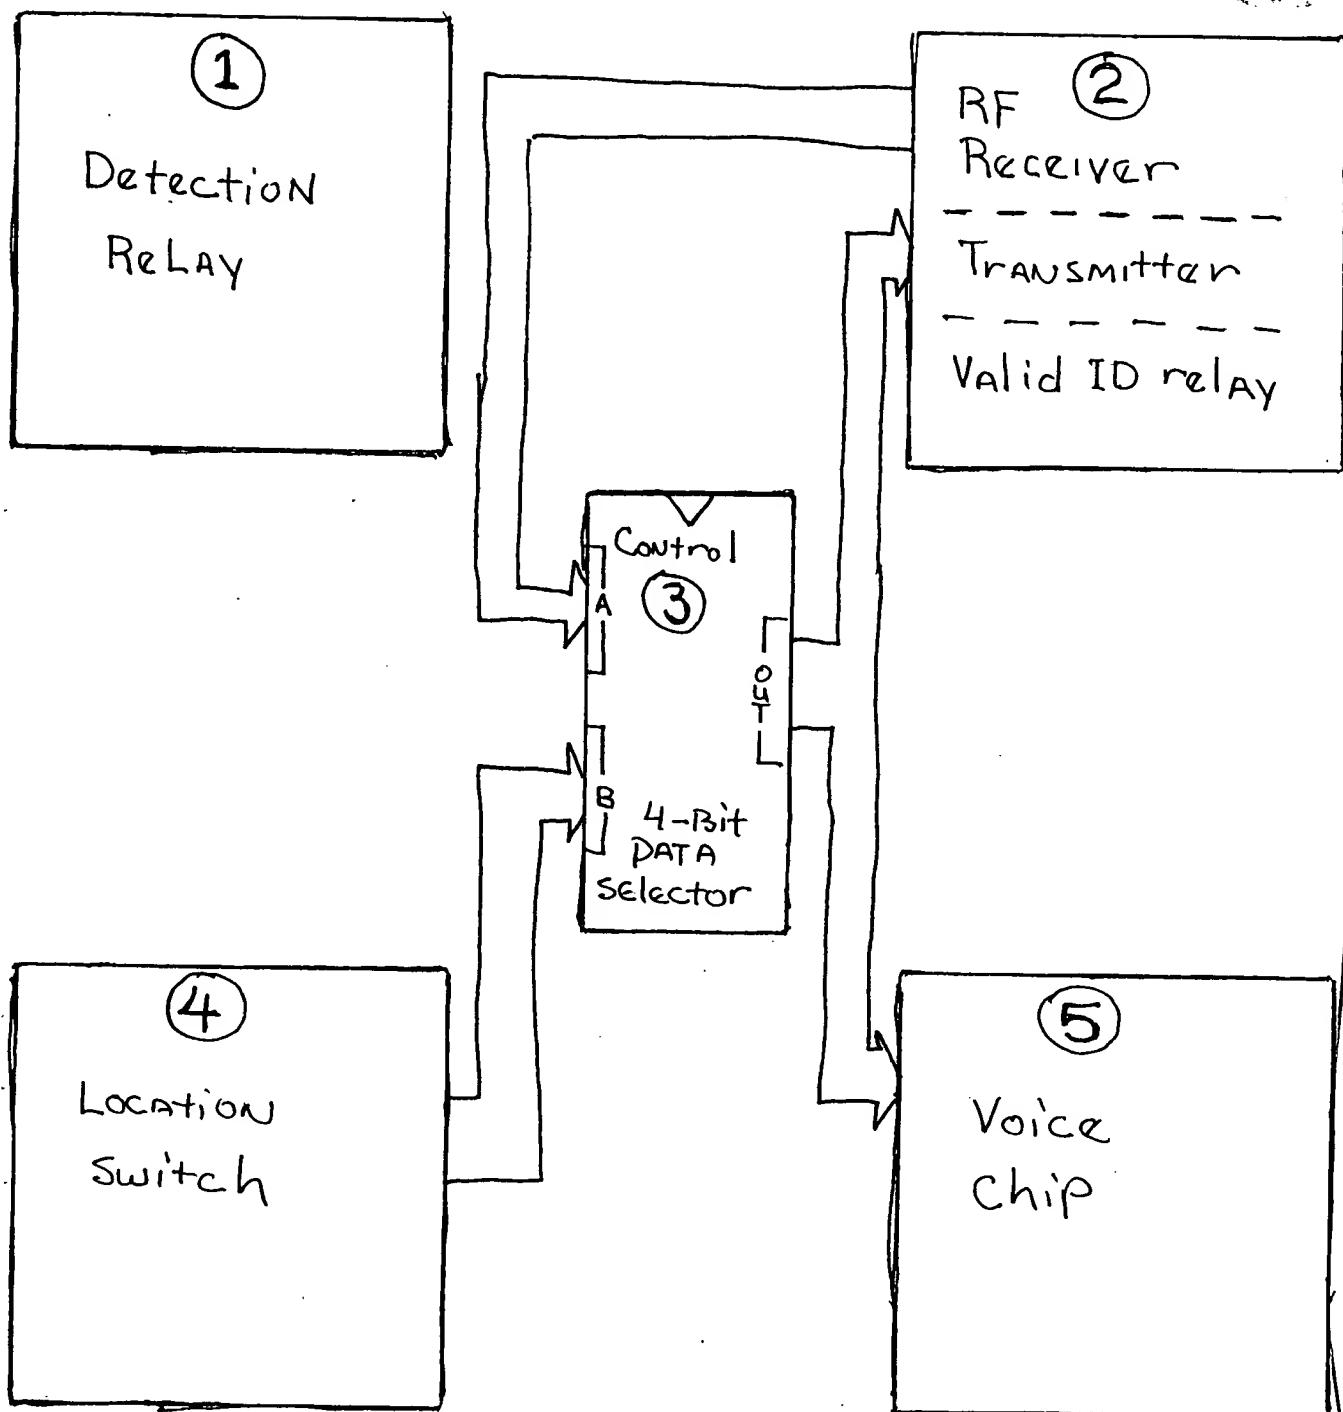 1
Detection
Relay
2
RF
Receiver
Transmitter
Valid ID relay
Control
3
A
OUT
B
4-Bit
DATA
Selector
4
Location
Switch
5
Voice
Chip